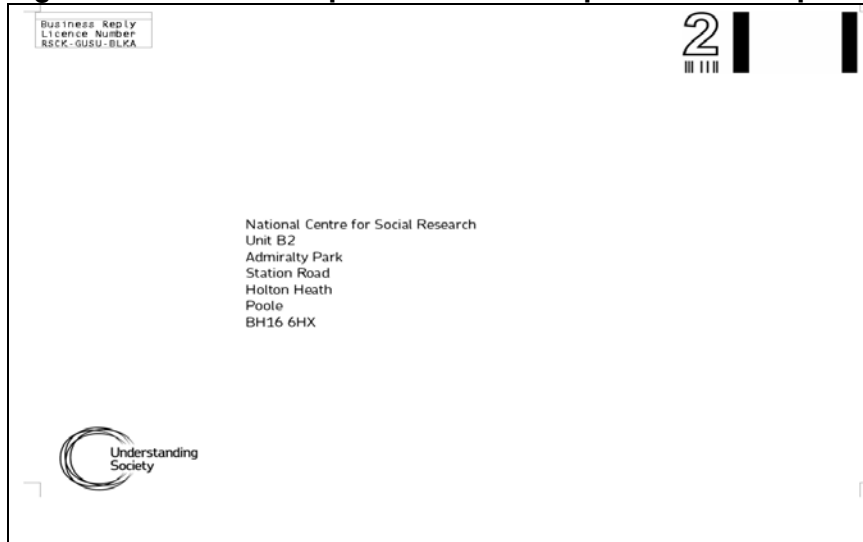 Business Reply
Licence Number
RSCK-GUSU-BLKA
2
National Centre for Social Research
Unit B2
Admiralty Park
Station Road
Holton Heath
Poole
BH16 6HX
Understanding
Society